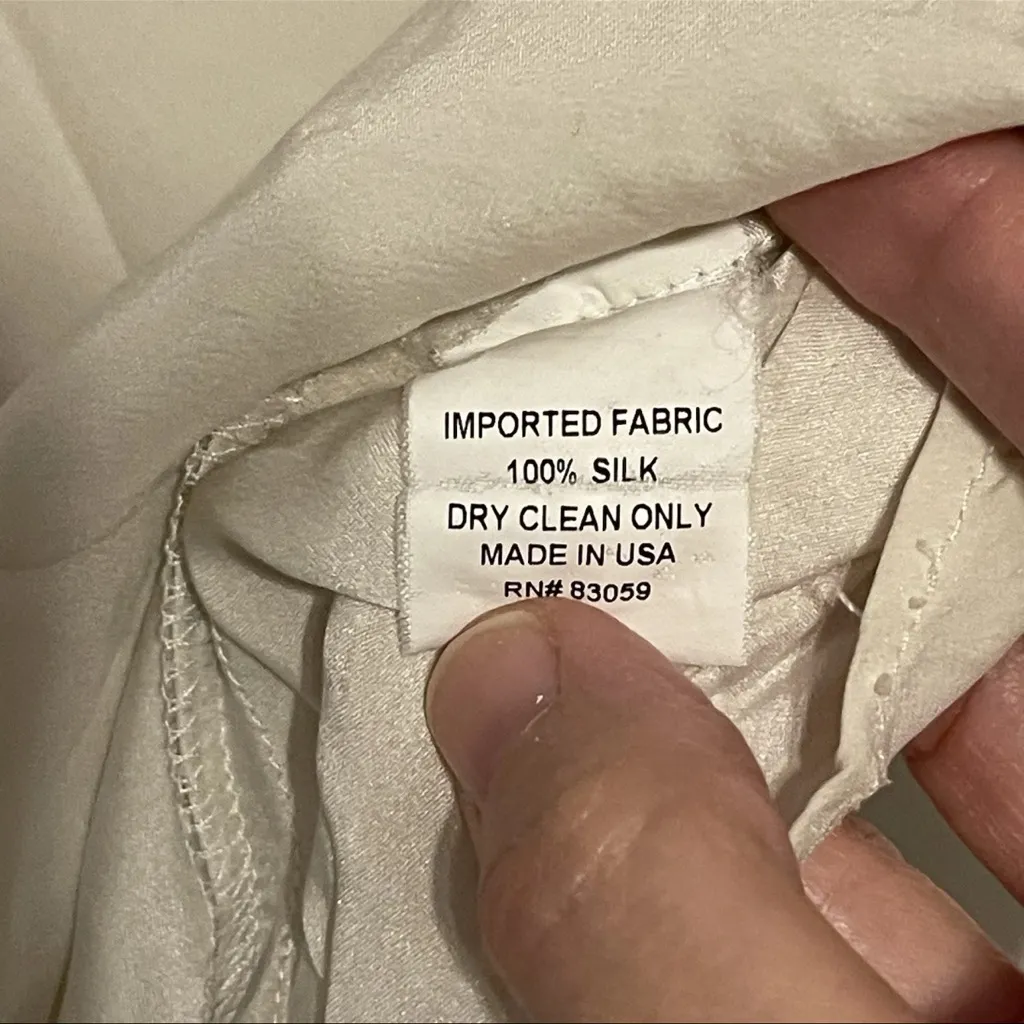 IMPORTED FABRIC
100% SILK
DRY CLEAN ONLY
MADE IN USA
RN# 83059